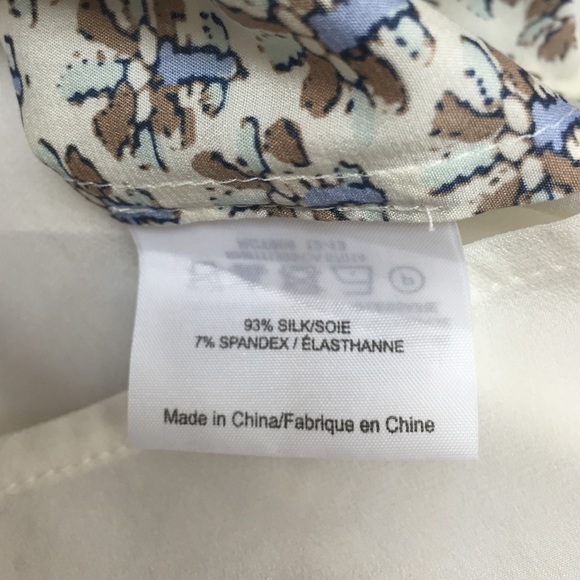 93% SILK/SOIE
7% SPANDEX / ÉLASTHANNE
Made in China/Fabrique en Chine